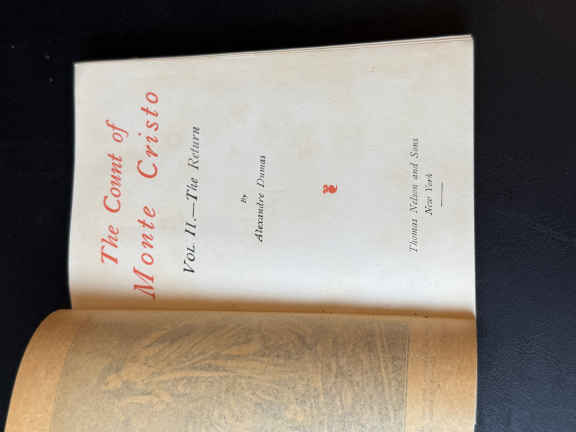 The Count of
Monte Cristo
VOL II.—The Return
By
Alexandre Dumas
Thomas Nelson and Sons
New York